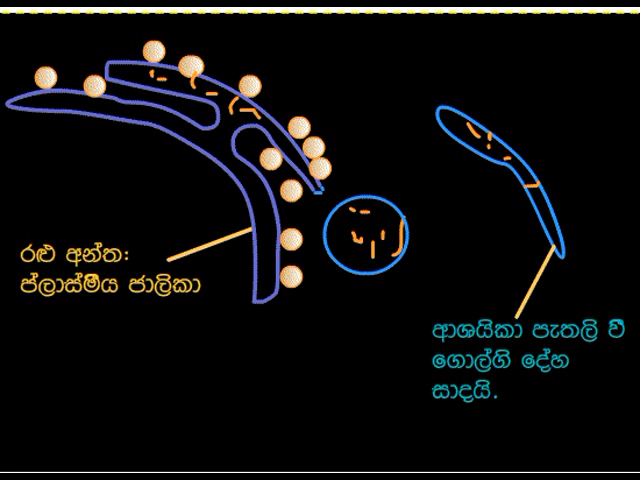 රළු අන්ත:
ප්ලාස්මීය ජාලිකා
ආශයිකා පැතලි වී
ගොල්ගි දේහ
සාදයි.